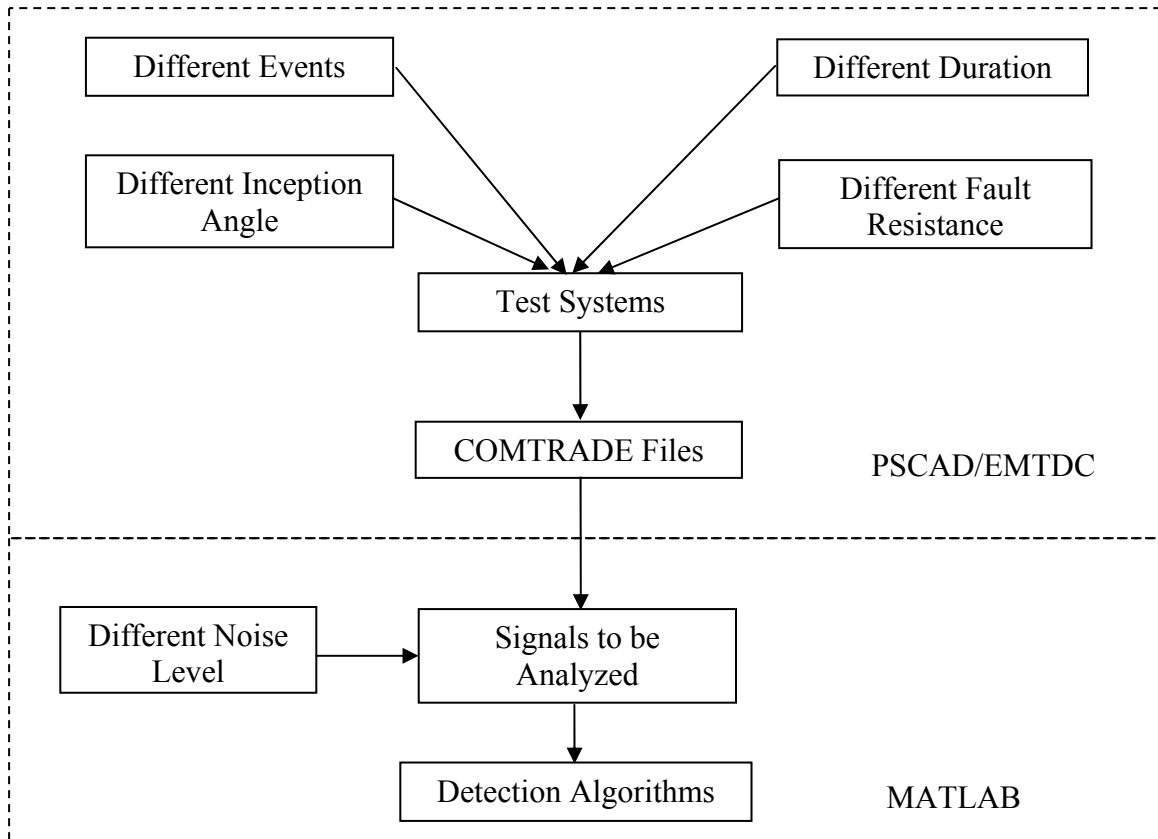 Different Events
Different Duration
Different Inception
Angle
Different Fault
Resistance
Test Systems
COMTRADE Files
PSCAD/EMTDC
Different Noise
Level
Signals to be
Analyzed
Detection Algorithms
MATLAB